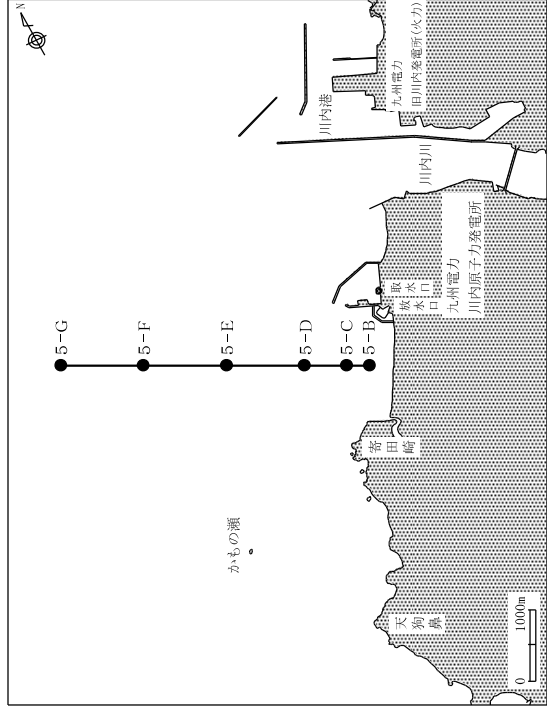 N
5-G
5-F
5-E
5-D
5-C
5-B
川内港
九州電力
旧川内発電所(火力)
川内川
取水口
放水口
九州電力
川内原子力発電所
寄田崎
かもの瀬
天狗鼻
0 1000m